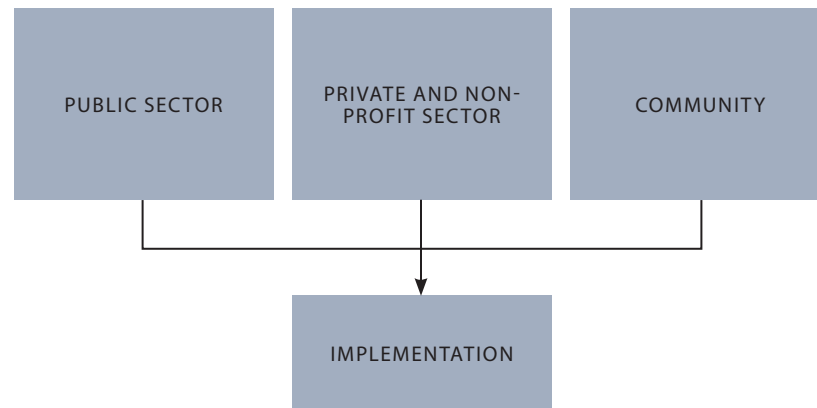 PUBLIC SECTOR
PRIVATE AND NON-
PROFIT SECTOR
COMMUNITY
IMPLEMENTATION